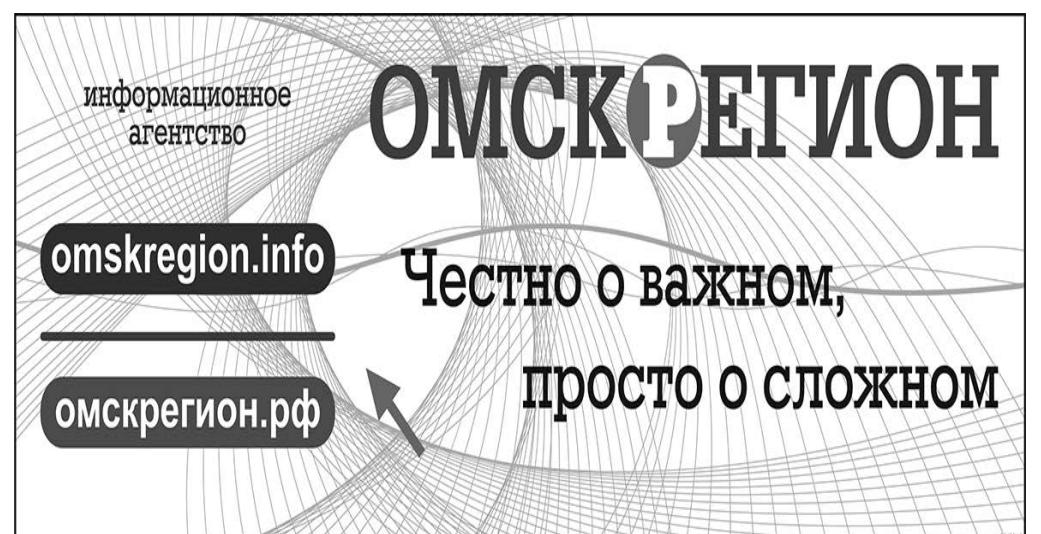 информационное
агентство
ОМСКРЕГИОН
omskregion.info
омскрегион.рф
Честно о важном,
просто о сложном